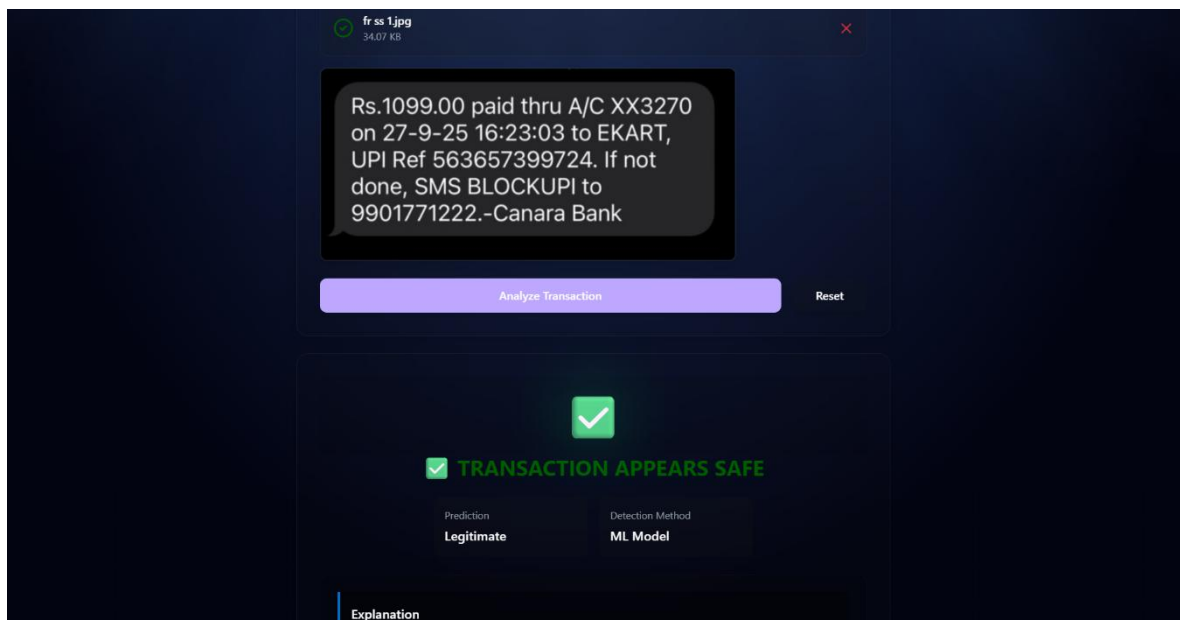 fr ss 1.jpg
34.07 KB
Rs.1099.00 paid thru A/C XX3270
on 27-9-25 16:23:03 to EKART,
UPI Ref 563657399724. If not
done, SMS BLOCKUPI to
9901771222.-Canara Bank
Analyze Transaction
Reset
TRANSACTION APPEARS SAFE
Prediction
Legitimate
Detection Method
ML Model
Explanation